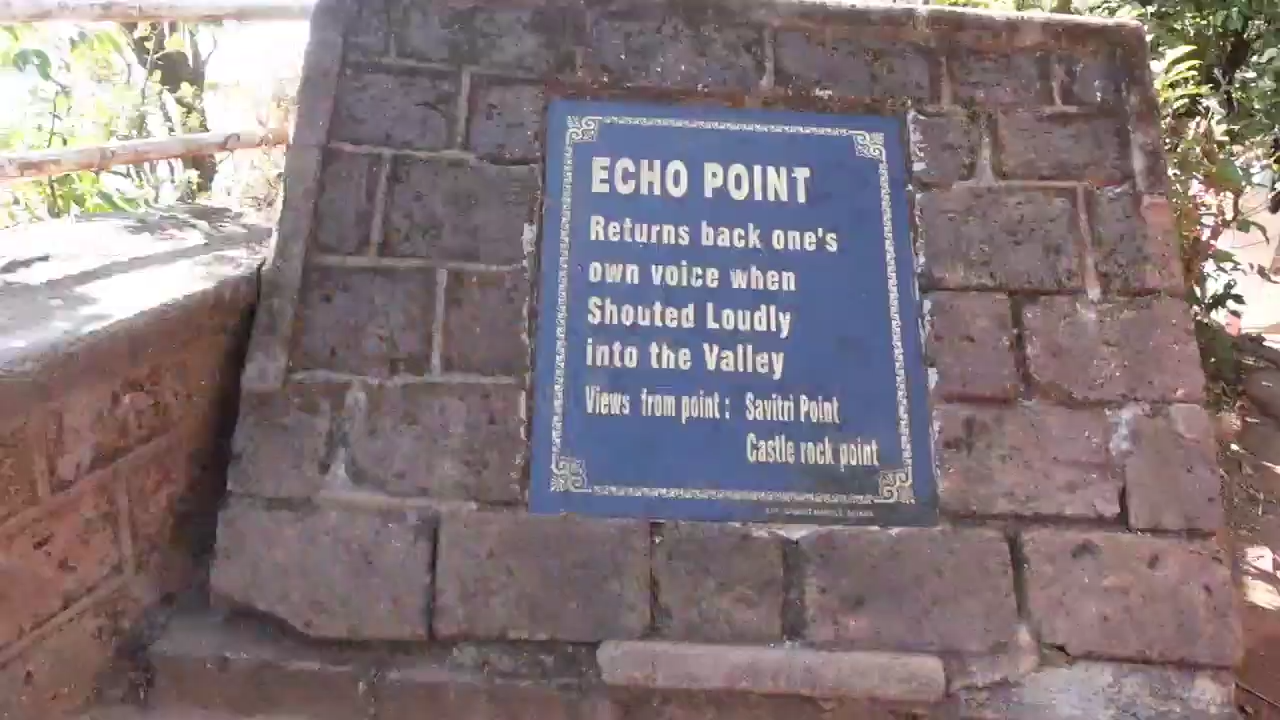 ECHO POINT
Returns back one's
own voice when
Shouted Loudly
into the Valley
Views from point : Savitri Point
Castle rock point